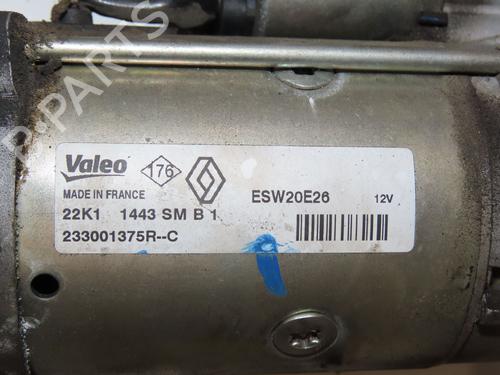 B-PARTS
Valeo 176 ESW20E26 12V
MADE IN FRANCE
22K1 1443 SM B 1
233001375R--C